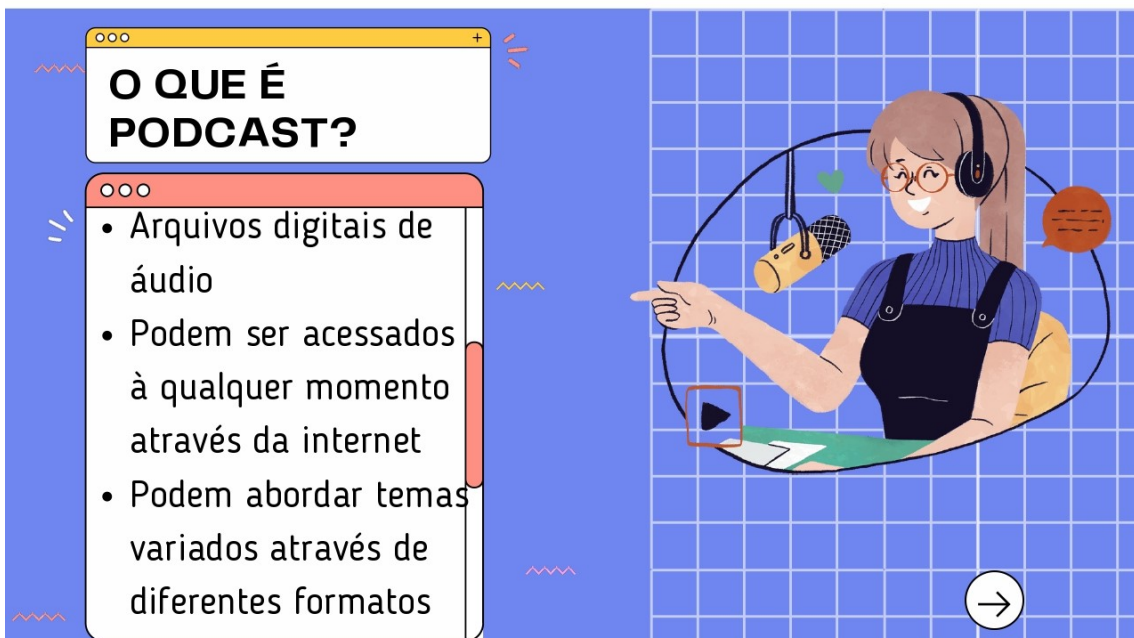 O QUE É
PODCAST?
• Arquivos digitais de
áudio
• Podem ser acessados
à qualquer momento
através da internet
• Podem abordar temas
variados através de
diferentes formatos